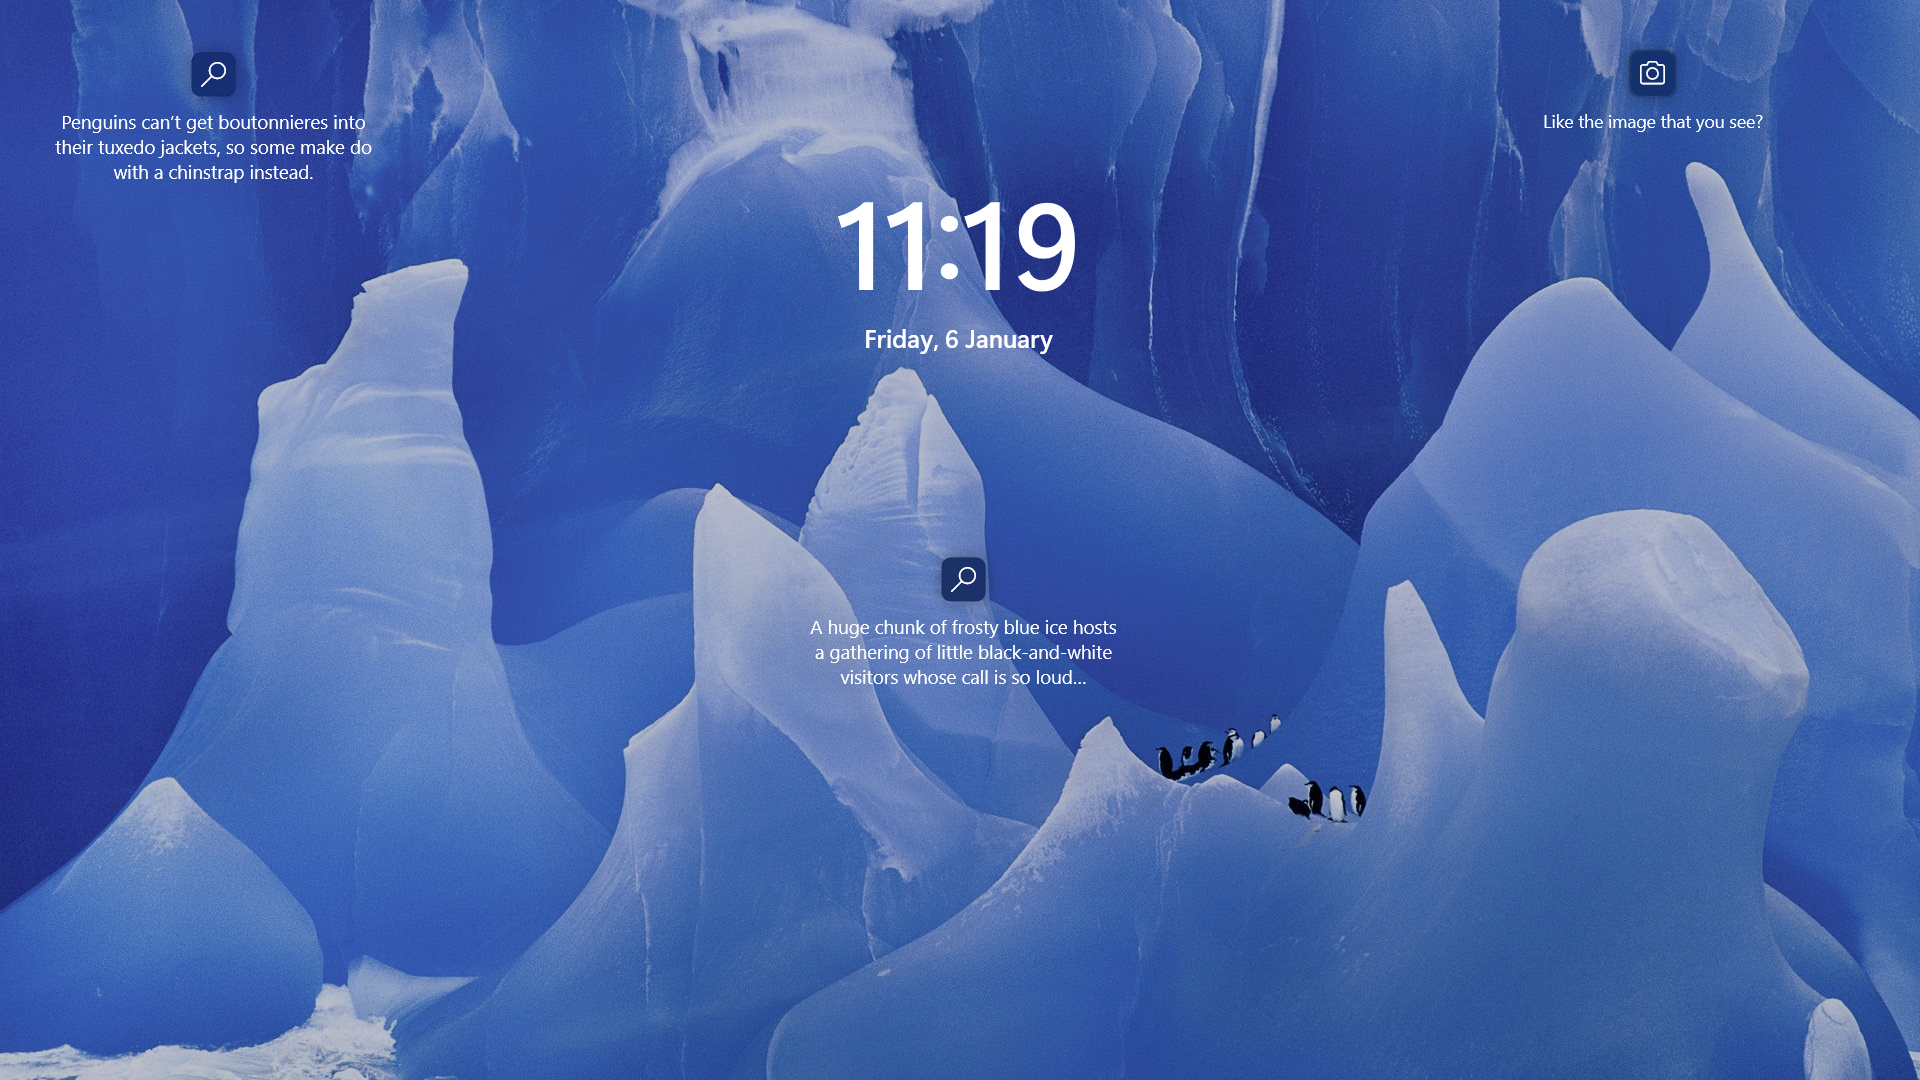 Penguins can't get boutonnieres into
their tuxedo jackets, so some make do
with a chinstrap instead.
Like the image that you see?
11:19
Friday, 6 January
A huge chunk of frosty blue ice hosts
a gathering of little black-and-white
visitors whose call is so loud...